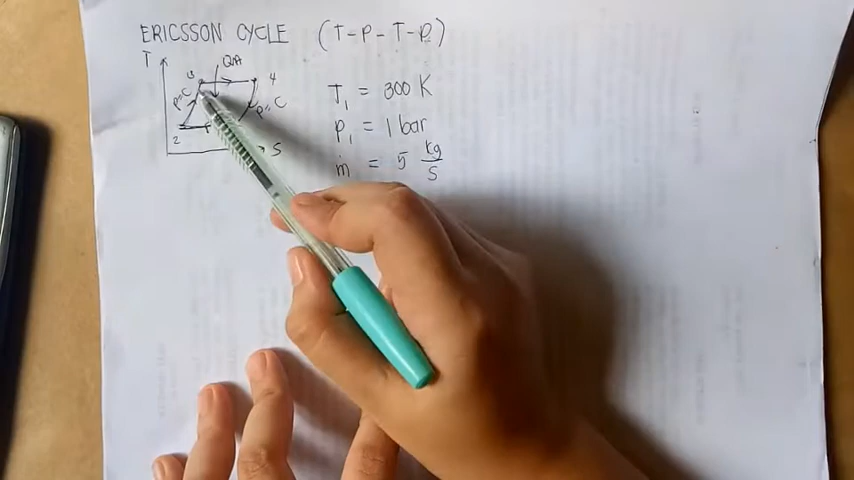 ERICSSON CYCLE (T-P-T-P)
T
QA
3
4
P=C
P=C
2
S
T1 = 300 K
P1 = 1 bar
ṁ = 5 kg/s